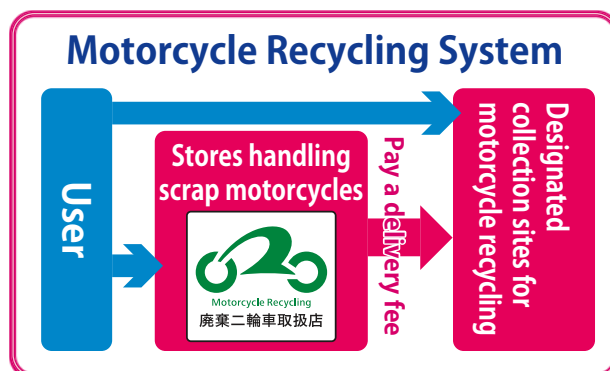 Motorcycle Recycling System
User
Stores handling
scrap motorcycles
Motorcycle Recycling
廃棄二輪車取扱店
Pay a delivery fee
Designated
collection sites for
motorcycle recycling